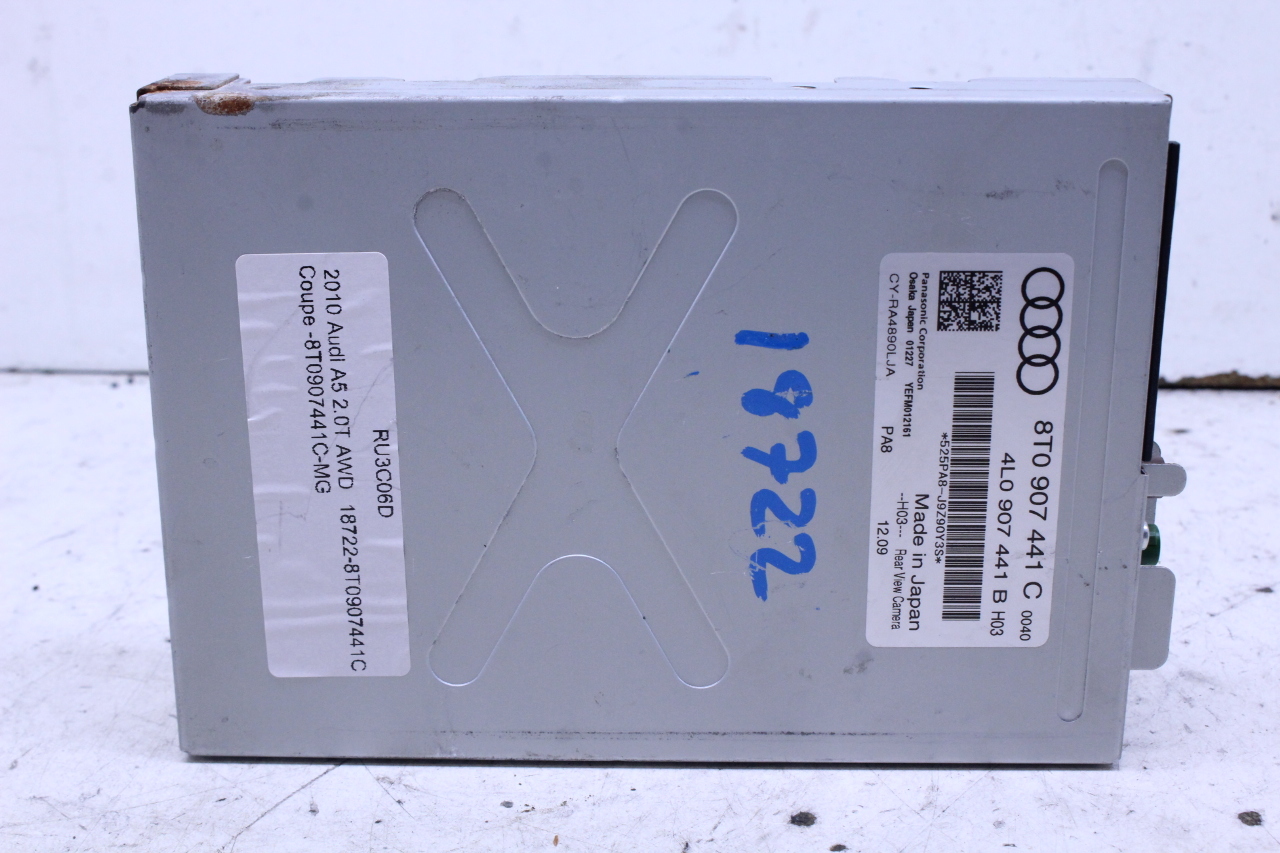 RU3C06D
2010 Audi A5 2.0T AWD 18722-8T0907441C
Coupe -8T0907441C-MG
18722
8T0 907 441 C 0040
4L0 907 441 B H03
*525PA8-J9Z90Y3S*
Made in Japan
Panasonic Corporation
Osaka Japan 01227 YEFM012161
--H03--- Rear View Camera
CY-RA4890LJA PA8 12.09